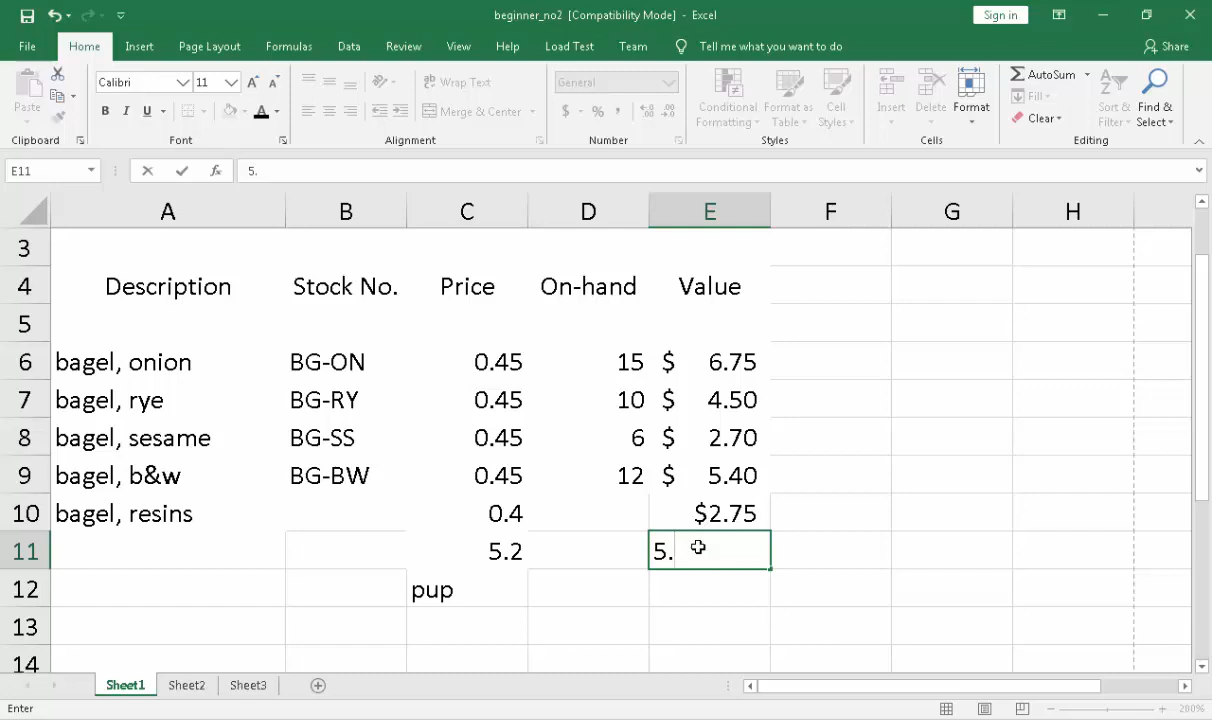 beginner_no2 [Compatibility Mode] - Excel
Sign in
File Home Insert Page Layout Formulas Data Review View Help Load Test Team Tell me what you want to do Share
Calibri 11 Wrap Text General AutoSum
Paste B I U Merge & Center $ % Conditional Formatting Format as Table Cell Styles Insert Delete Format Fill Clear Sort & Filter Find & Select
Clipboard Font Alignment Number Styles Cells Editing
E11 fx 5.
A B C D E F G H
3
4 Description Stock No. Price On-hand Value
5
6 bagel, onion BG-ON 0.45 15 $ 6.75
7 bagel, rye BG-RY 0.45 10 $ 4.50
8 bagel, sesame BG-SS 0.45 6 $ 2.70
9 bagel, b&w BG-BW 0.45 12 $ 5.40
10 bagel, resins 0.4 $2.75
11 5.2 5.
12 pup
13
14
Sheet1 Sheet2 Sheet3
Enter 200%